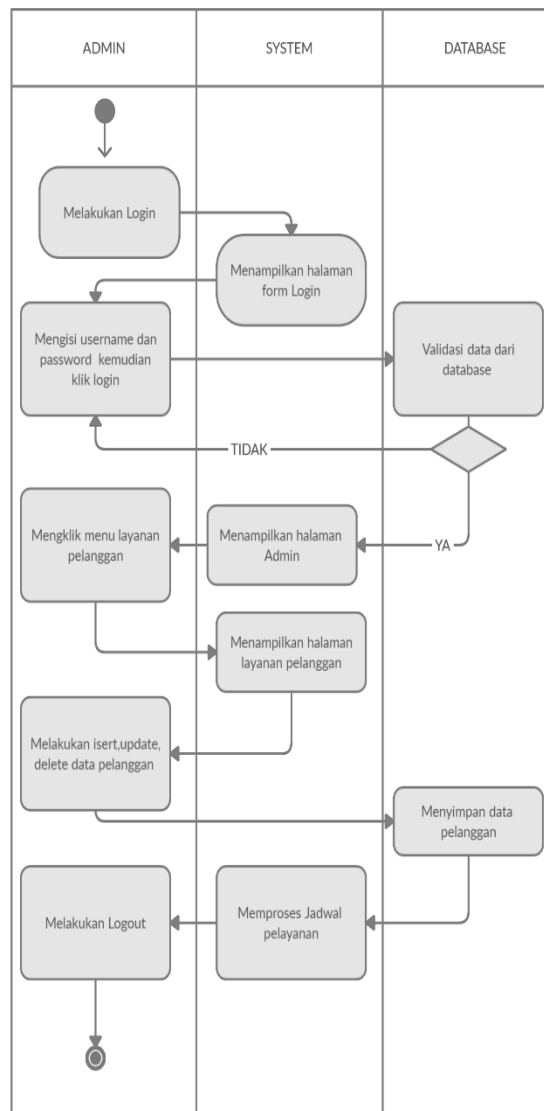 ADMIN
SYSTEM
DATABASE
Melakukan Login
Menampilkan halaman
form Login
Mengisi username dan
password kemudian
klik login
Validasi data dari
database
TIDAK
YA
Menampilkan halaman
Admin
Mengklik menu layanan
pelanggan
Menampilkan halaman
layanan pelanggan
Melakukan isert,update,
delete data pelanggan
Menyimpan data
pelanggan
Memproses Jadwal
pelayanan
Melakukan Logout